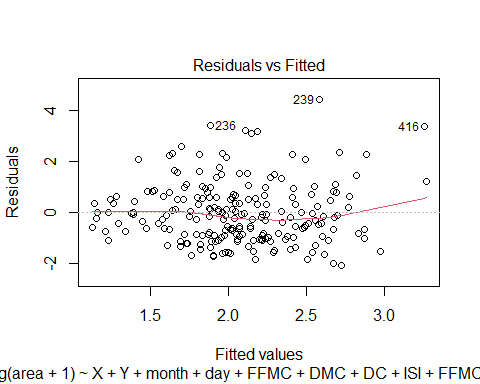 Residuals vs Fitted
Residuals
4
2
0
-2
239
236
416
1.5
2.0
2.5
3.0
Fitted values
g(area + 1) ~ X + Y + month + day + FFMC + DMC + DC + ISI + FFMC